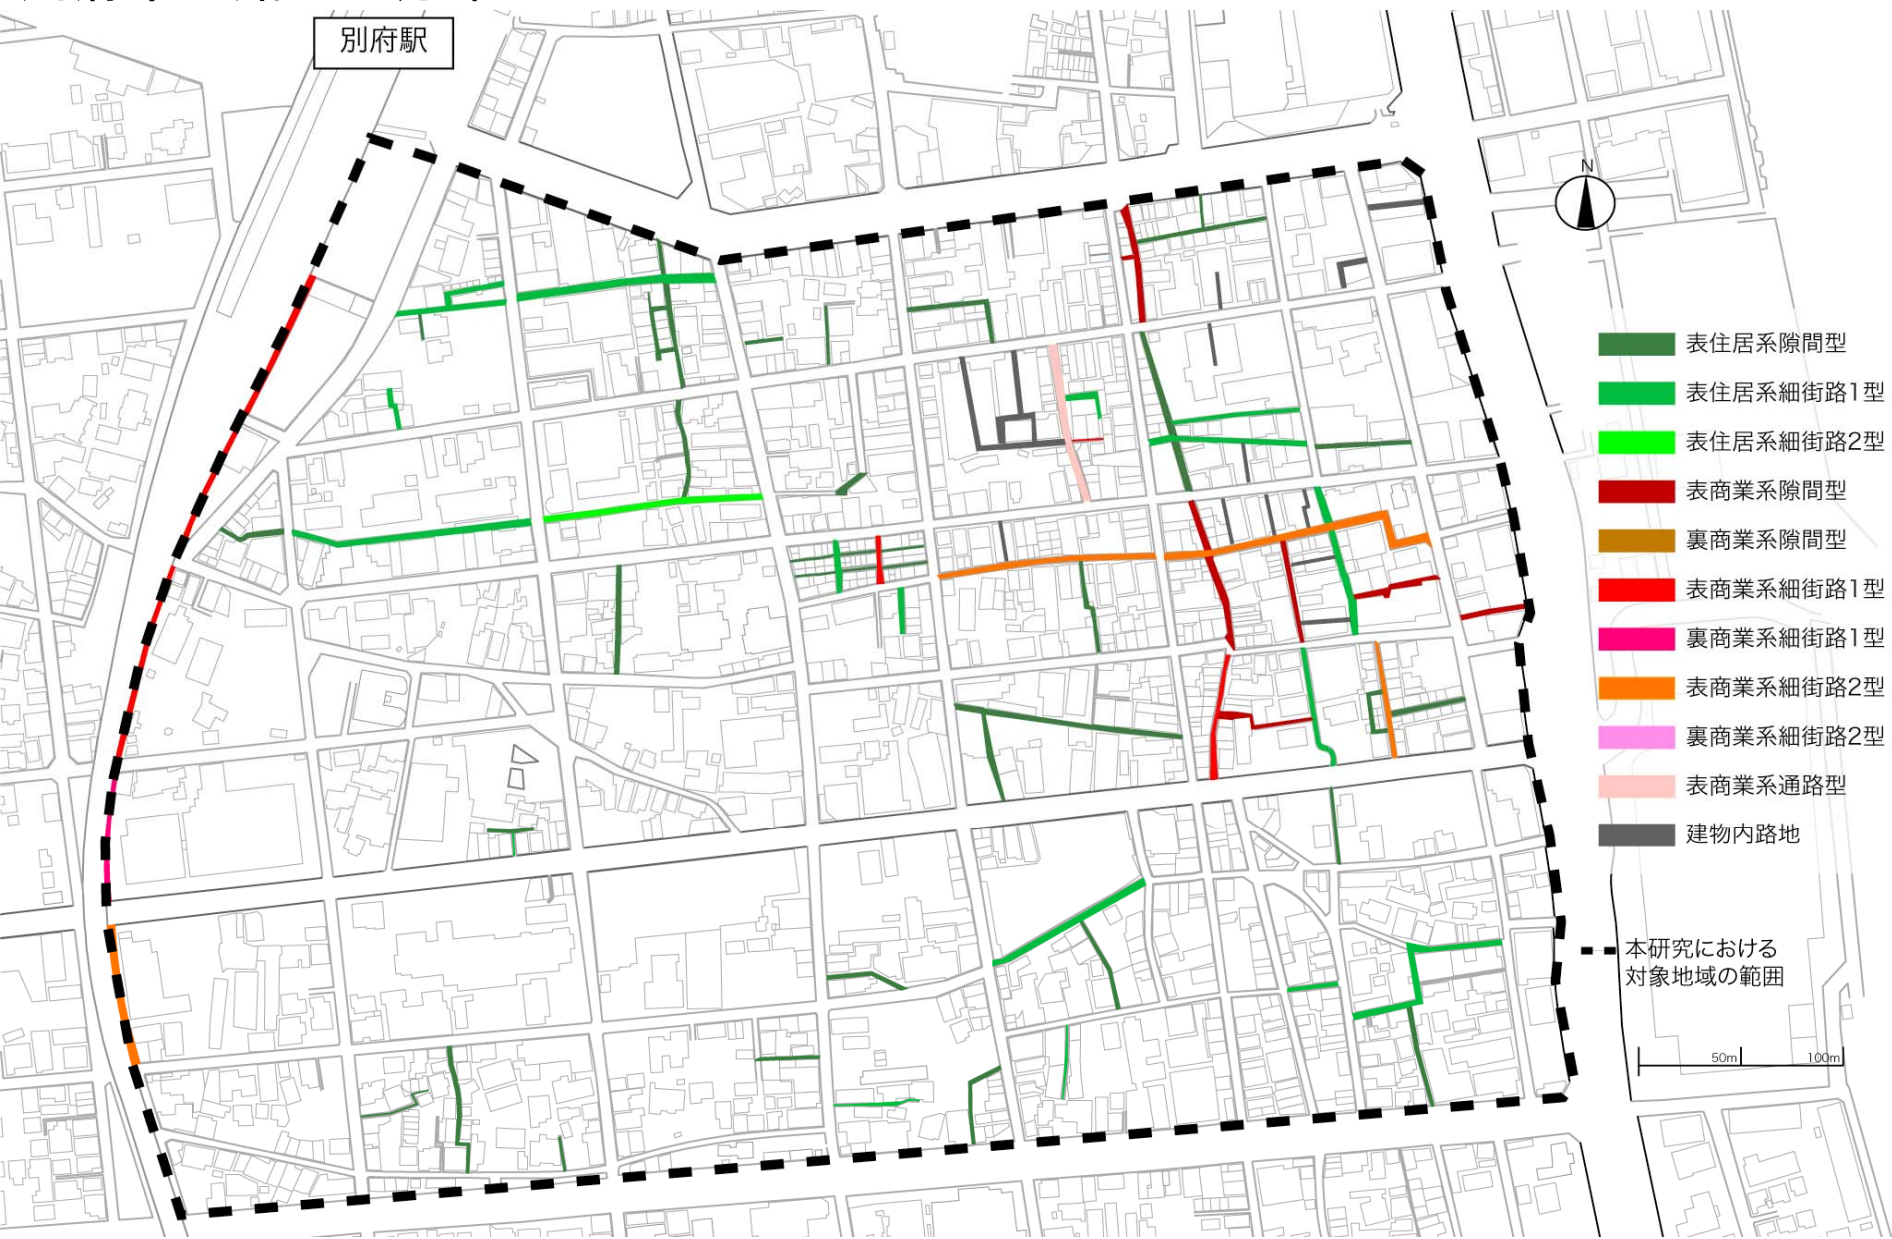 別府駅
N
表住居系隙間型
表住居系細街路1型
表住居系細街路2型
表商業系隙間型
裏商業系隙間型
表商業系細街路1型
裏商業系細街路1型
表商業系細街路2型
裏商業系細街路2型
表商業系通路型
建物内路地
本研究における
対象地域の範囲
50m
100m